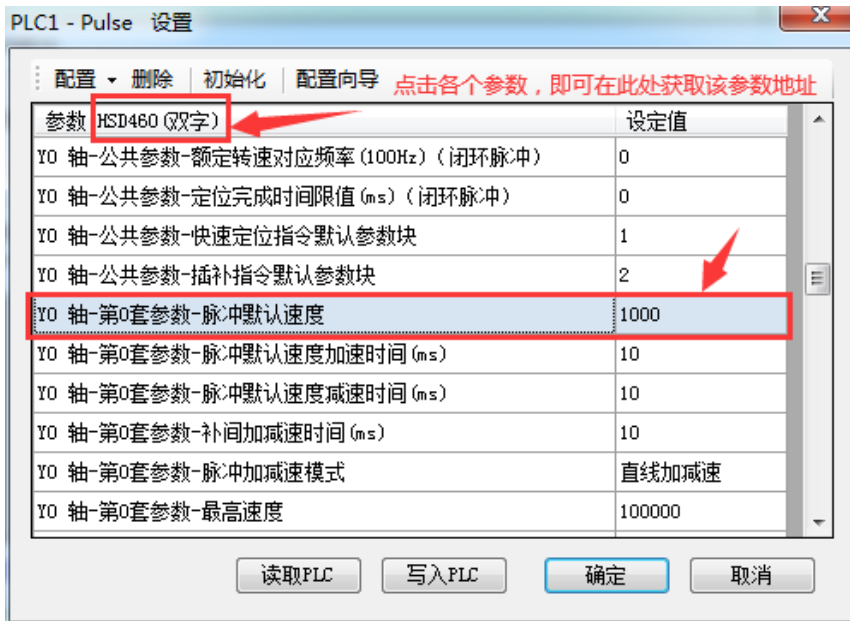 PLC1 - Pulse 设置
配置 删除 初始化 配置向导 点击各个参数，即可在此处获取该参数地址
参数 HSD460(双字) 设定值
Y0 轴-公共参数-额定转速对应频率(100Hz)(闭环脉冲) 0
Y0 轴-公共参数-定位完成时间限值(ms)(闭环脉冲) 0
Y0 轴-公共参数-快速定位指令默认参数块 1
Y0 轴-公共参数-插补指令默认参数块 2
Y0 轴-第0套参数-脉冲默认速度 1000
Y0 轴-第0套参数-脉冲默认速度加速时间(ms) 10
Y0 轴-第0套参数-脉冲默认速度减速时间(ms) 10
Y0 轴-第0套参数-补间加减速时间(ms) 10
Y0 轴-第0套参数-脉冲加减速模式 直线加减速
Y0 轴-第0套参数-最高速度 100000
读取PLC 写入PLC 确定 取消